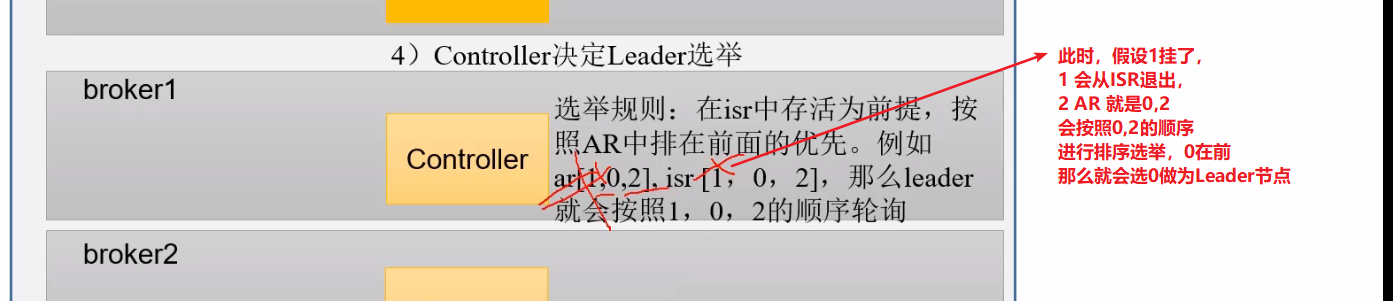 4）Controller决定Leader选举
broker1
Controller
选举规则：在isr中存活为前提，按
照AR中排在前面的优先。例如
ar[1,0,2], isr [1，0，2]，那么leader
就会按照1，0，2的顺序轮询
broker2
此时，假设1挂了，
1 会从ISR退出，
2 AR 就是0,2
会按照0,2的顺序
进行排序选举，0在前
那么就会选0做为Leader节点